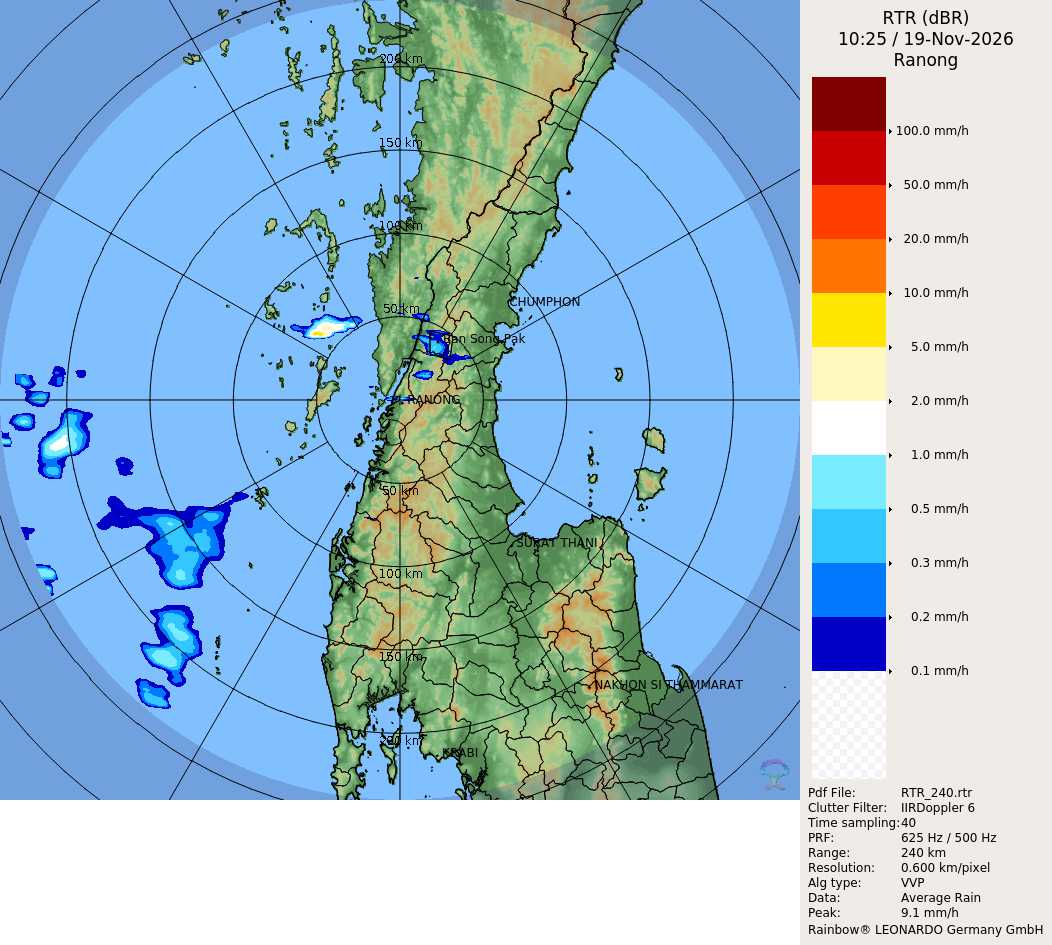 RTR (dBR)
10:25 / 19-Nov-2026
Ranong
100.0 mm/h
50.0 mm/h
20.0 mm/h
10.0 mm/h
5.0 mm/h
2.0 mm/h
1.0 mm/h
0.5 mm/h
0.3 mm/h
0.2 mm/h
0.1 mm/h
Pdf File: RTR_240.rtr
Clutter Filter: IIRDoppler 6
Time sampling:40
PRF: 625 Hz / 500 Hz
Range: 240 km
Resolution: 0.600 km/pixel
Alg type: VVP
Data: Average Rain
Peak: 9.1 mm/h
Rainbow® LEONARDO Germany GmbH
200 km
150 km
100 km
CHUMPHON
50 km
Ban Song Pak
RANONG
50 km
SURAT THANI
100 km
150 km
NAKHON SI THAMMARAT
200 km
KRABI